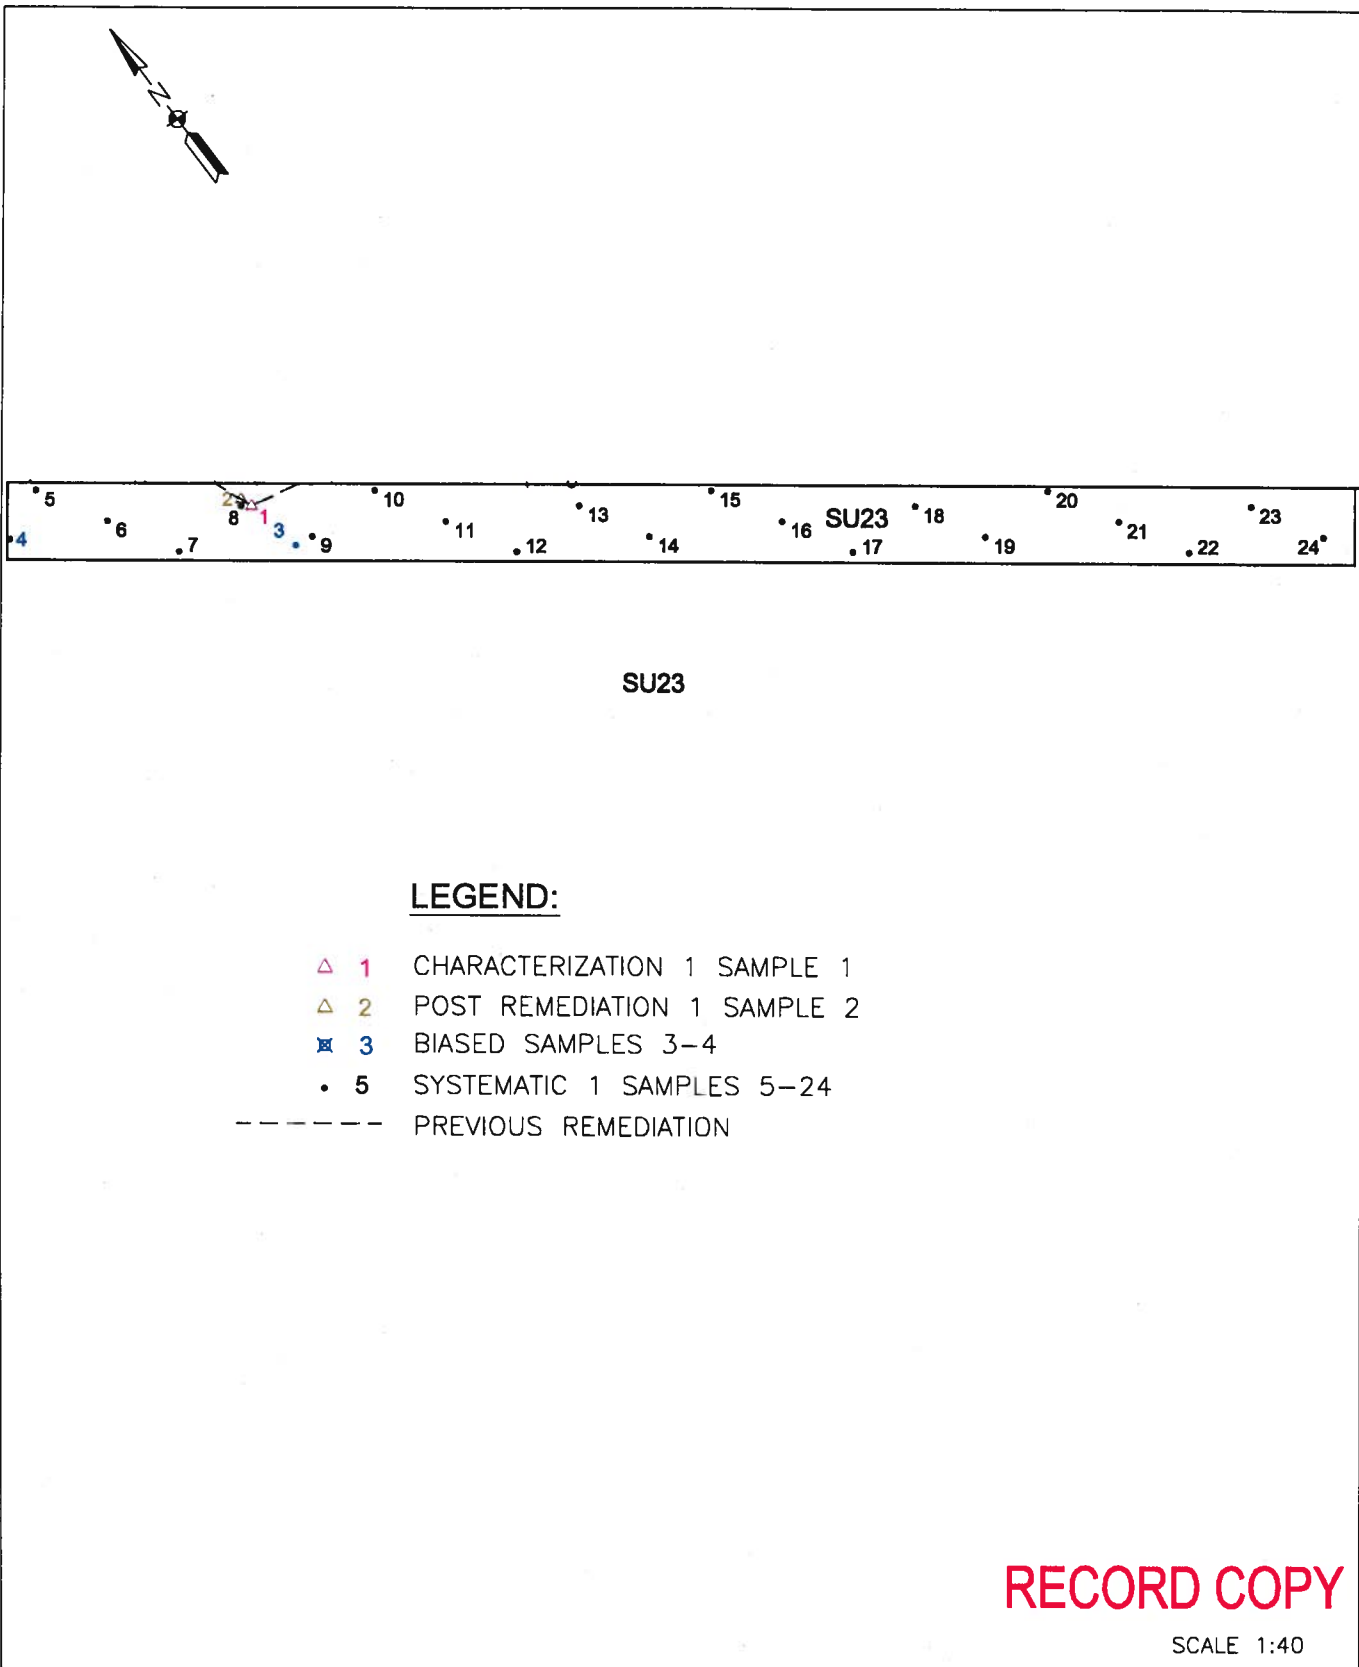 N
5 10 15 20
2 13 18 23
8 1 6 3 11 16 SU23 21
4 7 9 12 14 17 19 22 24
SU23
LEGEND:
1 CHARACTERIZATION 1 SAMPLE 1
2 POST REMEDIATION 1 SAMPLE 2
3 BIASED SAMPLES 3-4
5 SYSTEMATIC 1 SAMPLES 5-24
PREVIOUS REMEDIATION
RECORD COPY
SCALE 1:40